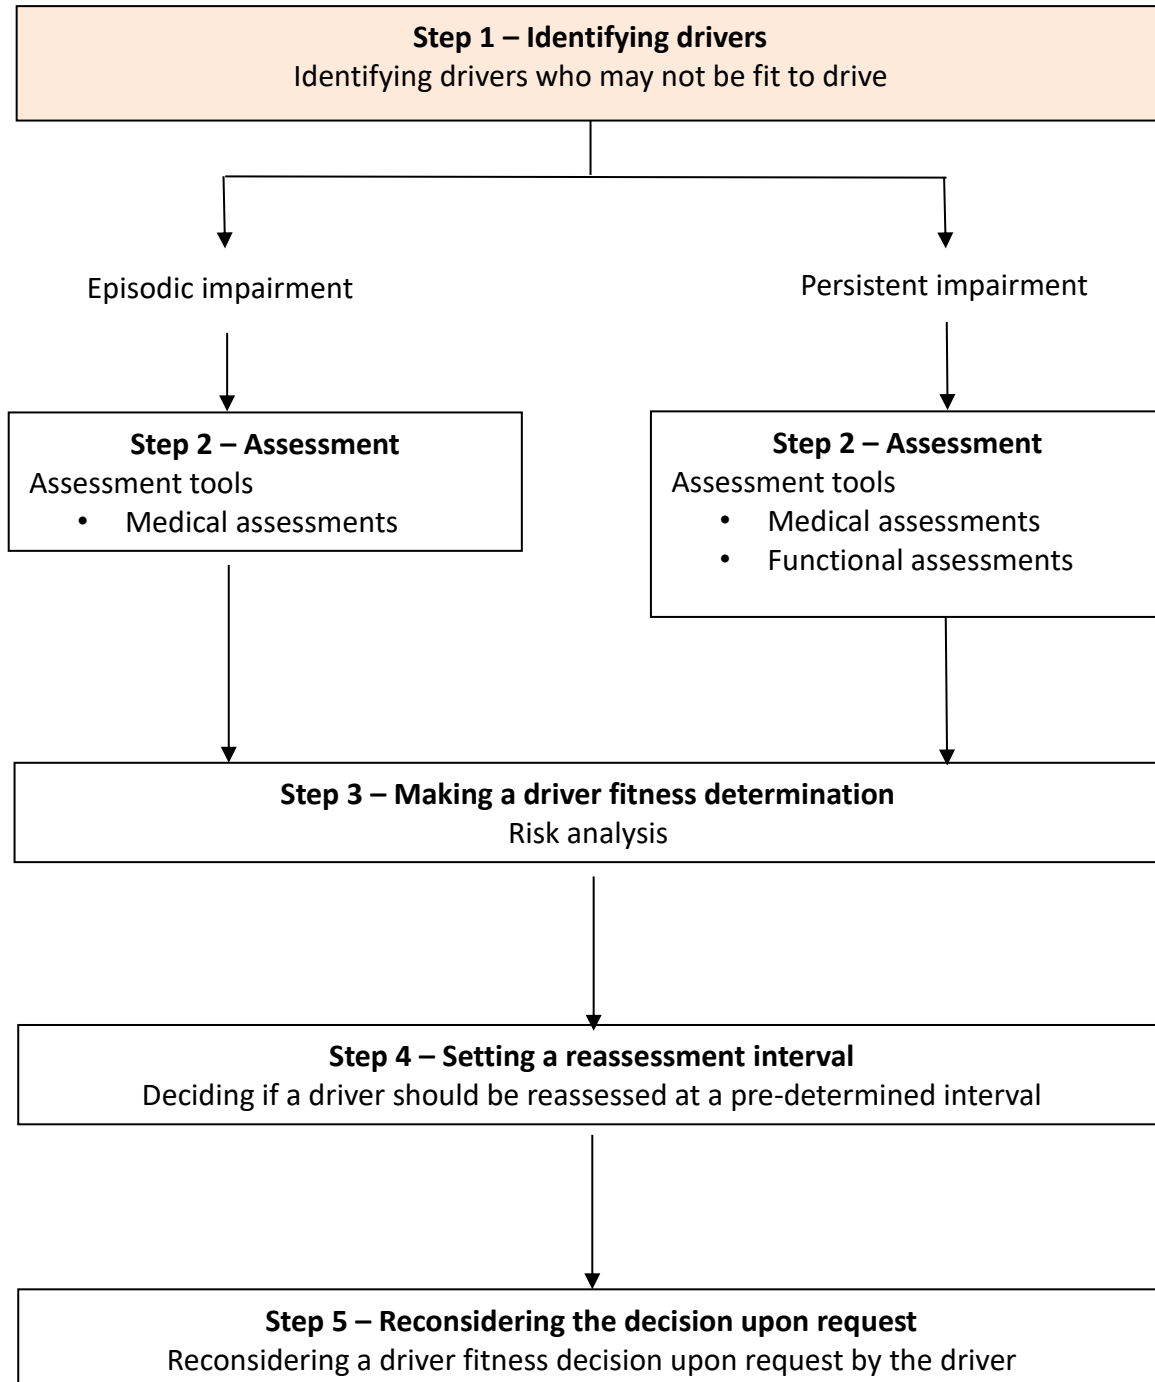 Step 1 – Identifying drivers
Identifying drivers who may not be fit to drive
Episodic impairment
Persistent impairment
Step 2 – Assessment
Assessment tools
• Medical assessments
Step 2 – Assessment
Assessment tools
• Medical assessments
• Functional assessments
Step 3 – Making a driver fitness determination
Risk analysis
Step 4 – Setting a reassessment interval
Deciding if a driver should be reassessed at a pre-determined interval
Step 5 – Reconsidering the decision upon request
Reconsidering a driver fitness decision upon request by the driver